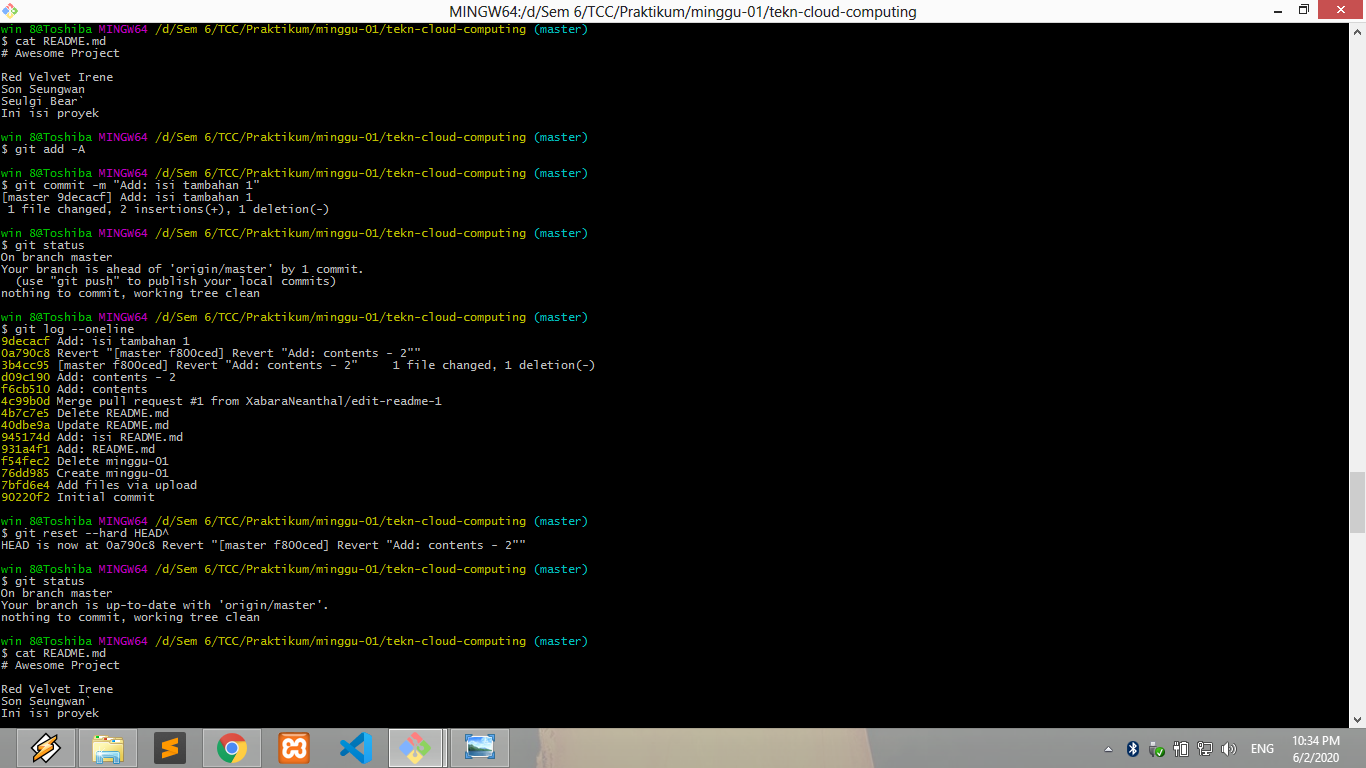 MINGW64:/d/Sem 6/TCC/Praktikum/minggu-01/tekn-cloud-computing
win 8@Toshiba MINGW64 /d/Sem 6/TCC/Praktikum/minggu-01/tekn-cloud-computing (master)
$ cat README.md
# Awesome Project

Red Velvet Irene
Son Seungwan
Seulgi Bear`
Ini isi proyek

win 8@Toshiba MINGW64 /d/Sem 6/TCC/Praktikum/minggu-01/tekn-cloud-computing (master)
$ git add -A

win 8@Toshiba MINGW64 /d/Sem 6/TCC/Praktikum/minggu-01/tekn-cloud-computing (master)
$ git commit -m "Add: isi tambahan 1"
[master 9decacf] Add: isi tambahan 1
 1 file changed, 2 insertions(+), 1 deletion(-)

win 8@Toshiba MINGW64 /d/Sem 6/TCC/Praktikum/minggu-01/tekn-cloud-computing (master)
$ git status
On branch master
Your branch is ahead of 'origin/master' by 1 commit.
  (use "git push" to publish your local commits)
nothing to commit, working tree clean

win 8@Toshiba MINGW64 /d/Sem 6/TCC/Praktikum/minggu-01/tekn-cloud-computing (master)
$ git log --oneline
9decacf Add: isi tambahan 1
0a790c8 Revert "[master f800ced] Revert "Add: contents - 2""
3b4cc95 [master f800ced] Revert "Add: contents - 2"     1 file changed, 1 deletion(-)
d09c190 Add: contents - 2
f6cb510 Add: contents
4c99b0d Merge pull request #1 from XabaraNeanthal/edit-readme-1
4b7c7e5 Delete README.md
40dbe9a Update README.md
945174d Add: isi README.md
931a4f1 Add: README.md
f54fec2 Delete minggu-01
76dd985 Create minggu-01
7bfd6e4 Add files via upload
90220f2 Initial commit

win 8@Toshiba MINGW64 /d/Sem 6/TCC/Praktikum/minggu-01/tekn-cloud-computing (master)
$ git reset --hard HEAD^
HEAD is now at 0a790c8 Revert "[master f800ced] Revert "Add: contents - 2""

win 8@Toshiba MINGW64 /d/Sem 6/TCC/Praktikum/minggu-01/tekn-cloud-computing (master)
$ git status
On branch master
Your branch is up-to-date with 'origin/master'.
nothing to commit, working tree clean

win 8@Toshiba MINGW64 /d/Sem 6/TCC/Praktikum/minggu-01/tekn-cloud-computing (master)
$ cat README.md
# Awesome Project

Red Velvet Irene
Son Seungwan`
Ini isi proyek
ENG
10:34 PM
6/2/2020